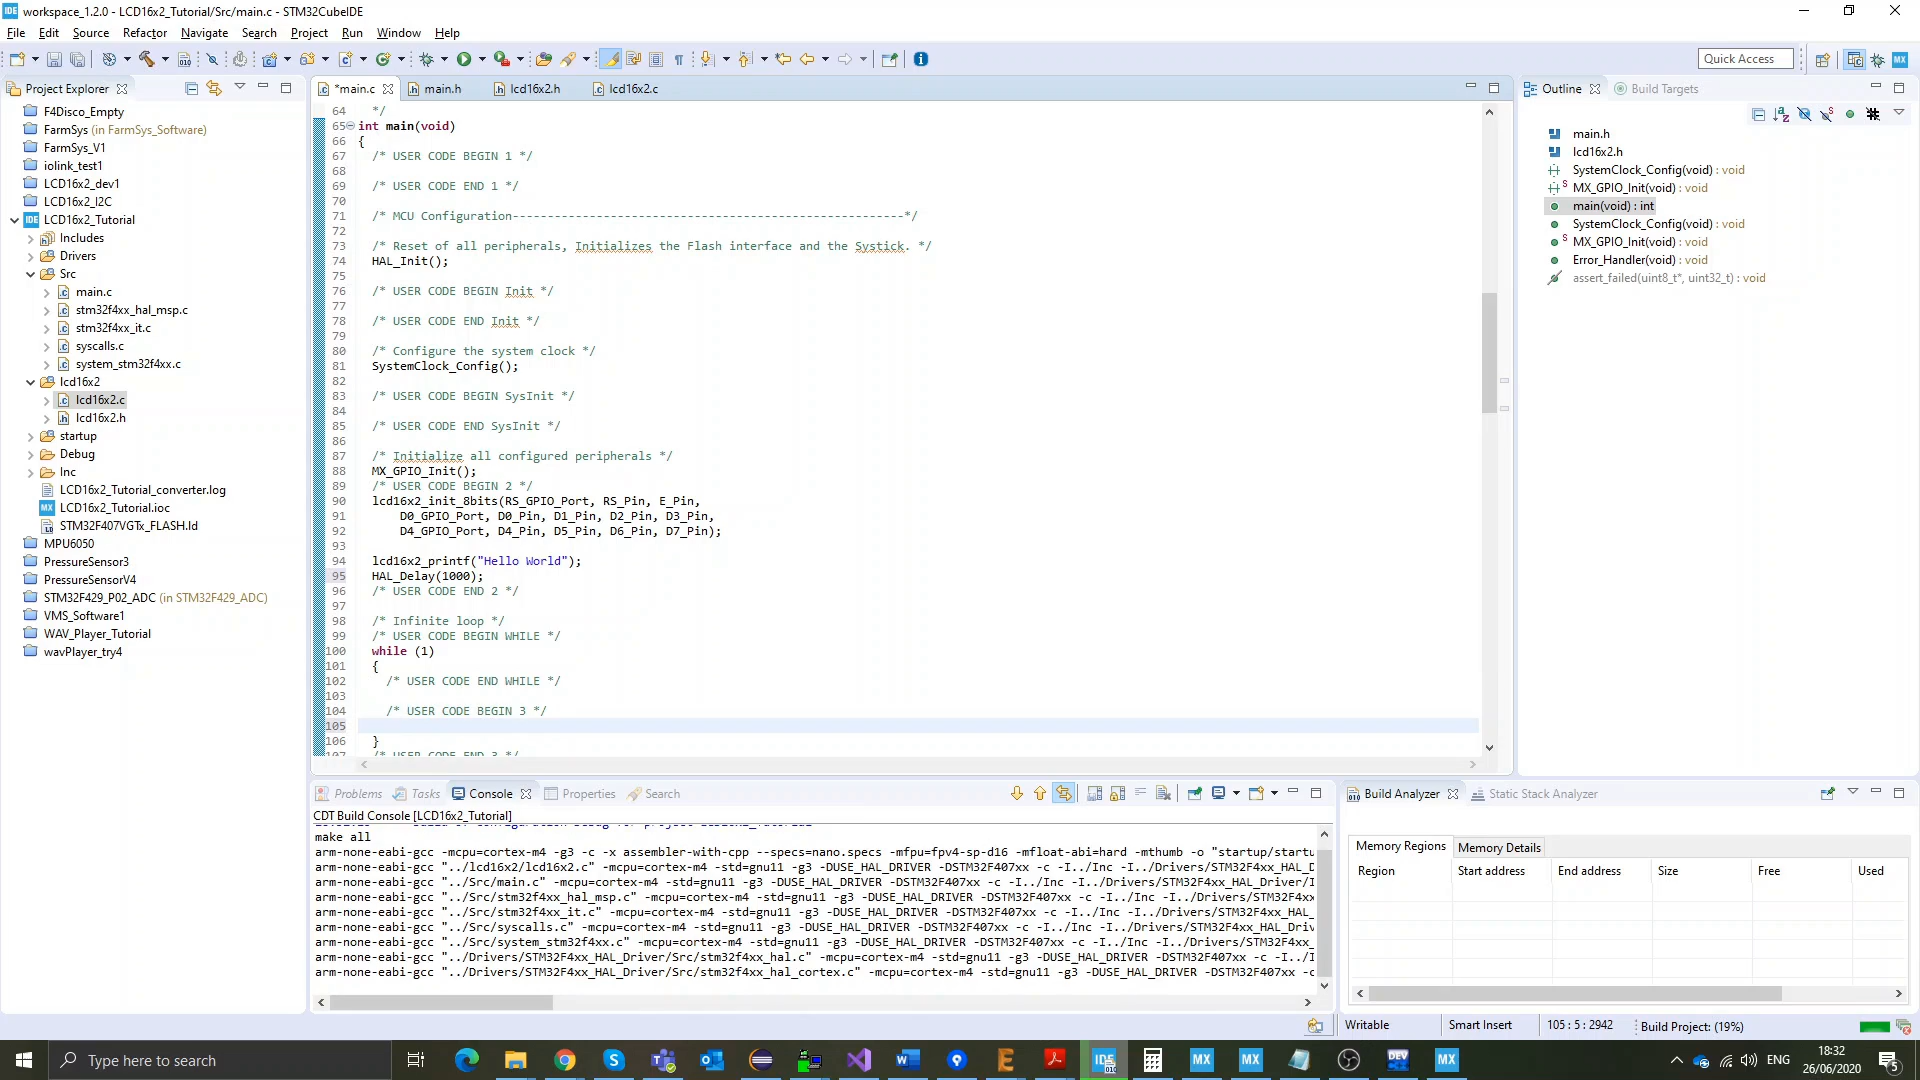 workspace_1.2.0 - LCD16x2_Tutorial/Src/main.c - STM32CubeIDE
File Edit Source Refactor Navigate Search Project Run Window Help
Quick Access
Project Explorer
F4Disco_Empty
FarmSys (in FarmSys_Software)
FarmSys_V1
iolink_test1
LCD16x2_dev1
LCD16x2_I2C
LCD16x2_Tutorial
Includes
Drivers
Src
main.c
stm32f4xx_hal_msp.c
stm32f4xx_it.c
syscalls.c
system_stm32f4xx.c
lcd16x2
lcd16x2.c
lcd16x2.h
startup
Debug
Inc
LCD16x2_Tutorial_converter.log
LCD16x2_Tutorial.ioc
STM32F407VGTx_FLASH.ld
MPU6050
PressureSensor3
PressureSensorV4
STM32F429_P02_ADC (in STM32F429_ADC)
VMS_Software1
WAV_Player_Tutorial
wavPlayer_try4
*main.c main.h lcd16x2.h lcd16x2.c
64 */
65 int main(void)
66 {
67 /* USER CODE BEGIN 1 */
68
69 /* USER CODE END 1 */
70
71 /* MCU Configuration--------------------------------------------------------*/
72
73 /* Reset of all peripherals, Initializes the Flash interface and the Systick. */
74 HAL_Init();
75
76 /* USER CODE BEGIN Init */
77
78 /* USER CODE END Init */
79
80 /* Configure the system clock */
81 SystemClock_Config();
82
83 /* USER CODE BEGIN SysInit */
84
85 /* USER CODE END SysInit */
86
87 /* Initialize all configured peripherals */
88 MX_GPIO_Init();
89 /* USER CODE BEGIN 2 */
90 lcd16x2_init_8bits(RS_GPIO_Port, RS_Pin, E_Pin,
91 D0_GPIO_Port, D0_Pin, D1_Pin, D2_Pin, D3_Pin,
92 D4_GPIO_Port, D4_Pin, D5_Pin, D6_Pin, D7_Pin);
93
94 lcd16x2_printf("Hello World");
95 HAL_Delay(1000);
96 /* USER CODE END 2 */
97
98 /* Infinite loop */
99 /* USER CODE BEGIN WHILE */
100 while (1)
101 {
102 /* USER CODE END WHILE */
103
104 /* USER CODE BEGIN 3 */
105
106 }
107 /* USER CODE END 3 */
Outline Build Targets
main.h
lcd16x2.h
SystemClock_Config(void) : void
MX_GPIO_Init(void) : void
main(void) : int
SystemClock_Config(void) : void
MX_GPIO_Init(void) : void
Error_Handler(void) : void
assert_failed(uint8_t*, uint32_t) : void
Problems Tasks Console Properties Search
CDT Build Console [LCD16x2_Tutorial]
make all
arm-none-eabi-gcc -mcpu=cortex-m4 -g3 -c -x assembler-with-cpp --specs=nano.specs -mfpu=fpv4-sp-d16 -mfloat-abi=hard -mthumb -o "startup/startu
arm-none-eabi-gcc "../lcd16x2/lcd16x2.c" -mcpu=cortex-m4 -std=gnu11 -g3 -DUSE_HAL_DRIVER -DSTM32F407xx -c -I../Inc -I../Drivers/STM32F4xx_HAL_D
arm-none-eabi-gcc "../Src/main.c" -mcpu=cortex-m4 -std=gnu11 -g3 -DUSE_HAL_DRIVER -DSTM32F407xx -c -I../Inc -I../Drivers/STM32F4xx_HAL_Driver/I
arm-none-eabi-gcc "../Src/stm32f4xx_hal_msp.c" -mcpu=cortex-m4 -std=gnu11 -g3 -DUSE_HAL_DRIVER -DSTM32F407xx -c -I../Inc -I../Drivers/STM32F4xx
arm-none-eabi-gcc "../Src/stm32f4xx_it.c" -mcpu=cortex-m4 -std=gnu11 -g3 -DUSE_HAL_DRIVER -DSTM32F407xx -c -I../Inc -I../Drivers/STM32F4xx_HAL_
arm-none-eabi-gcc "../Src/syscalls.c" -mcpu=cortex-m4 -std=gnu11 -g3 -DUSE_HAL_DRIVER -DSTM32F407xx -c -I../Inc -I../Drivers/STM32F4xx_HAL_Driv
arm-none-eabi-gcc "../Src/system_stm32f4xx.c" -mcpu=cortex-m4 -std=gnu11 -g3 -DUSE_HAL_DRIVER -DSTM32F407xx -c -I../Inc -I../Drivers/STM32F4xx_
arm-none-eabi-gcc "../Drivers/STM32F4xx_HAL_Driver/Src/stm32f4xx_hal.c" -mcpu=cortex-m4 -std=gnu11 -g3 -DUSE_HAL_DRIVER -DSTM32F407xx -c -I../I
arm-none-eabi-gcc "../Drivers/STM32F4xx_HAL_Driver/Src/stm32f4xx_hal_cortex.c" -mcpu=cortex-m4 -std=gnu11 -g3 -DUSE_HAL_DRIVER -DSTM32F407xx -c
Build Analyzer Static Stack Analyzer
Memory Regions Memory Details
Region Start address End address Size Free Used
Writable Smart Insert 105 : 5 : 2942 Build Project: (19%)
Type here to search
ENG 18:32
26/06/2020
5